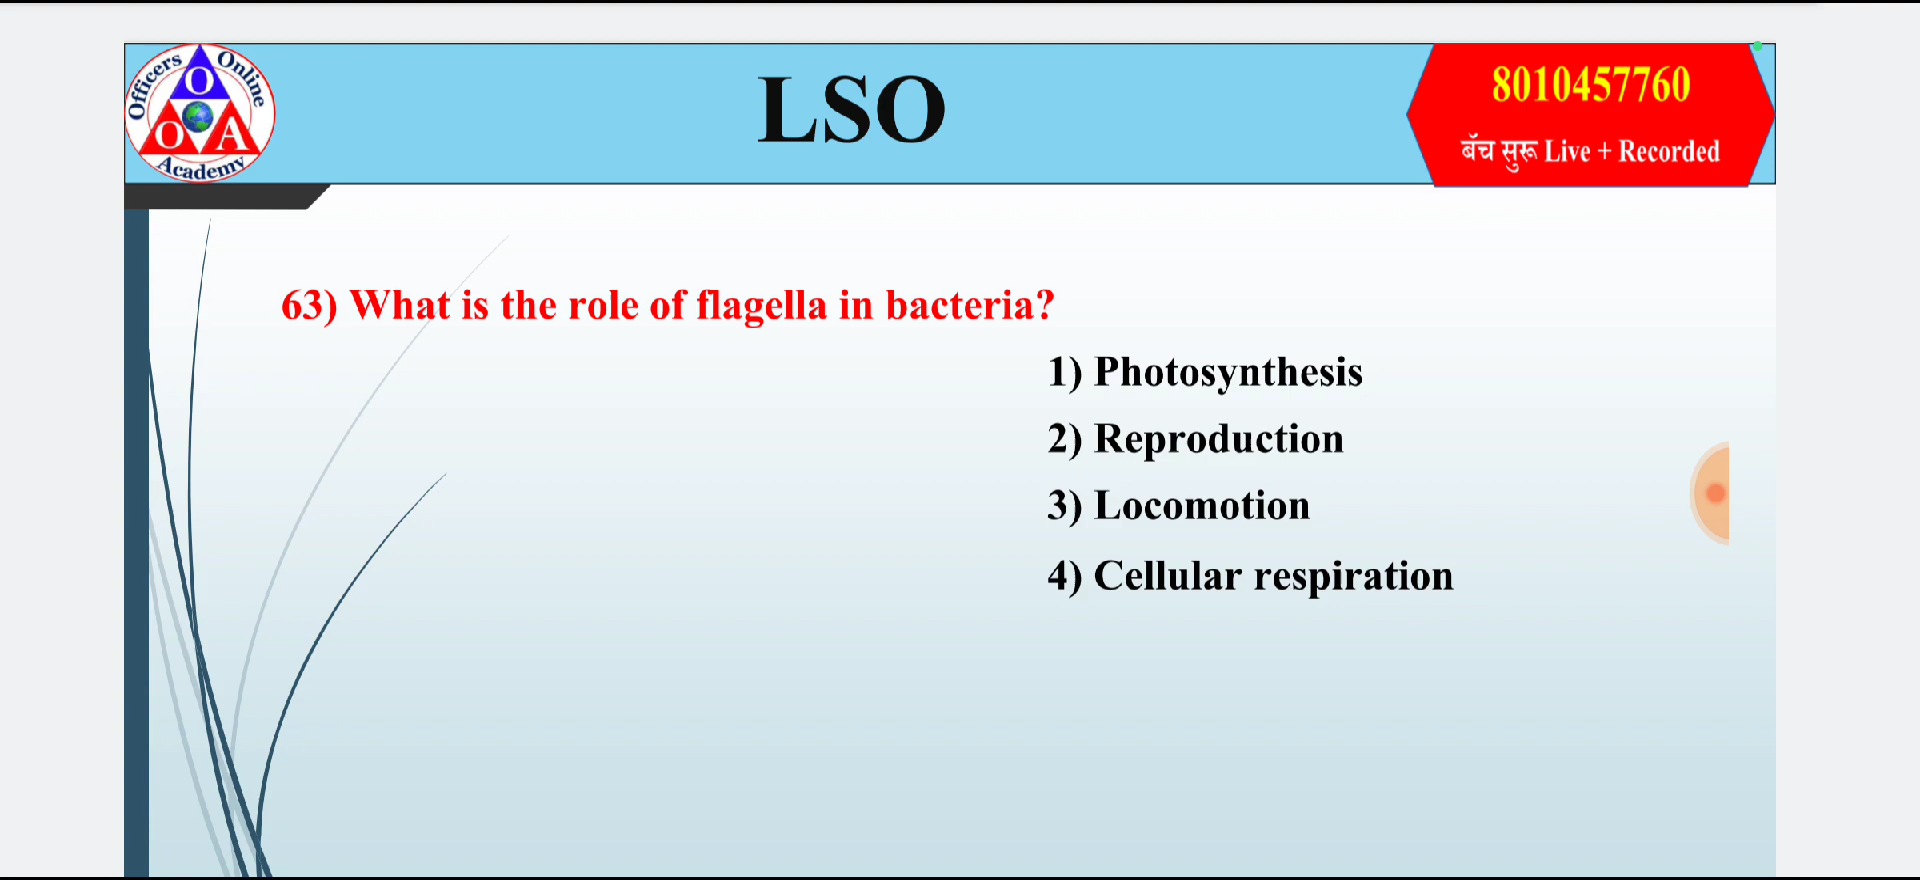 Officers Online
O
O A
Academy
LSO
8010457760
बॅच सुरू Live + Recorded
63) What is the role of flagella in bacteria?
1) Photosynthesis
2) Reproduction
3) Locomotion
4) Cellular respiration